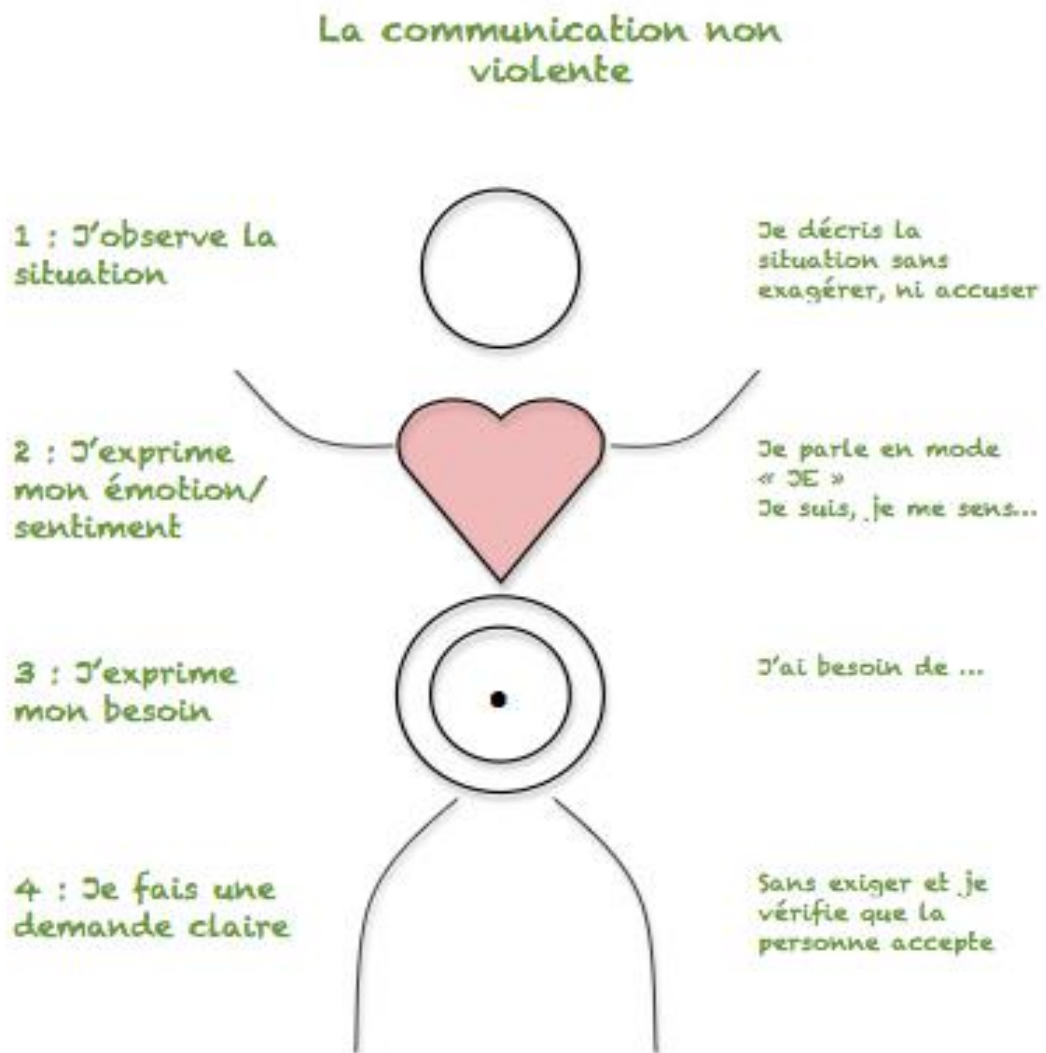 La communication non
violente
1 : J'observe la
situation
Je décris la
situation sans
exagérer, ni accuser
2 : J'exprime
mon émotion/
sentiment
Je parle en mode
« JE »
Je suis, je me sens...
3 : J'exprime
mon besoin
J'ai besoin de ...
4 : Je fais une
demande claire
Sans exiger et je
vérifie que la
personne accepte